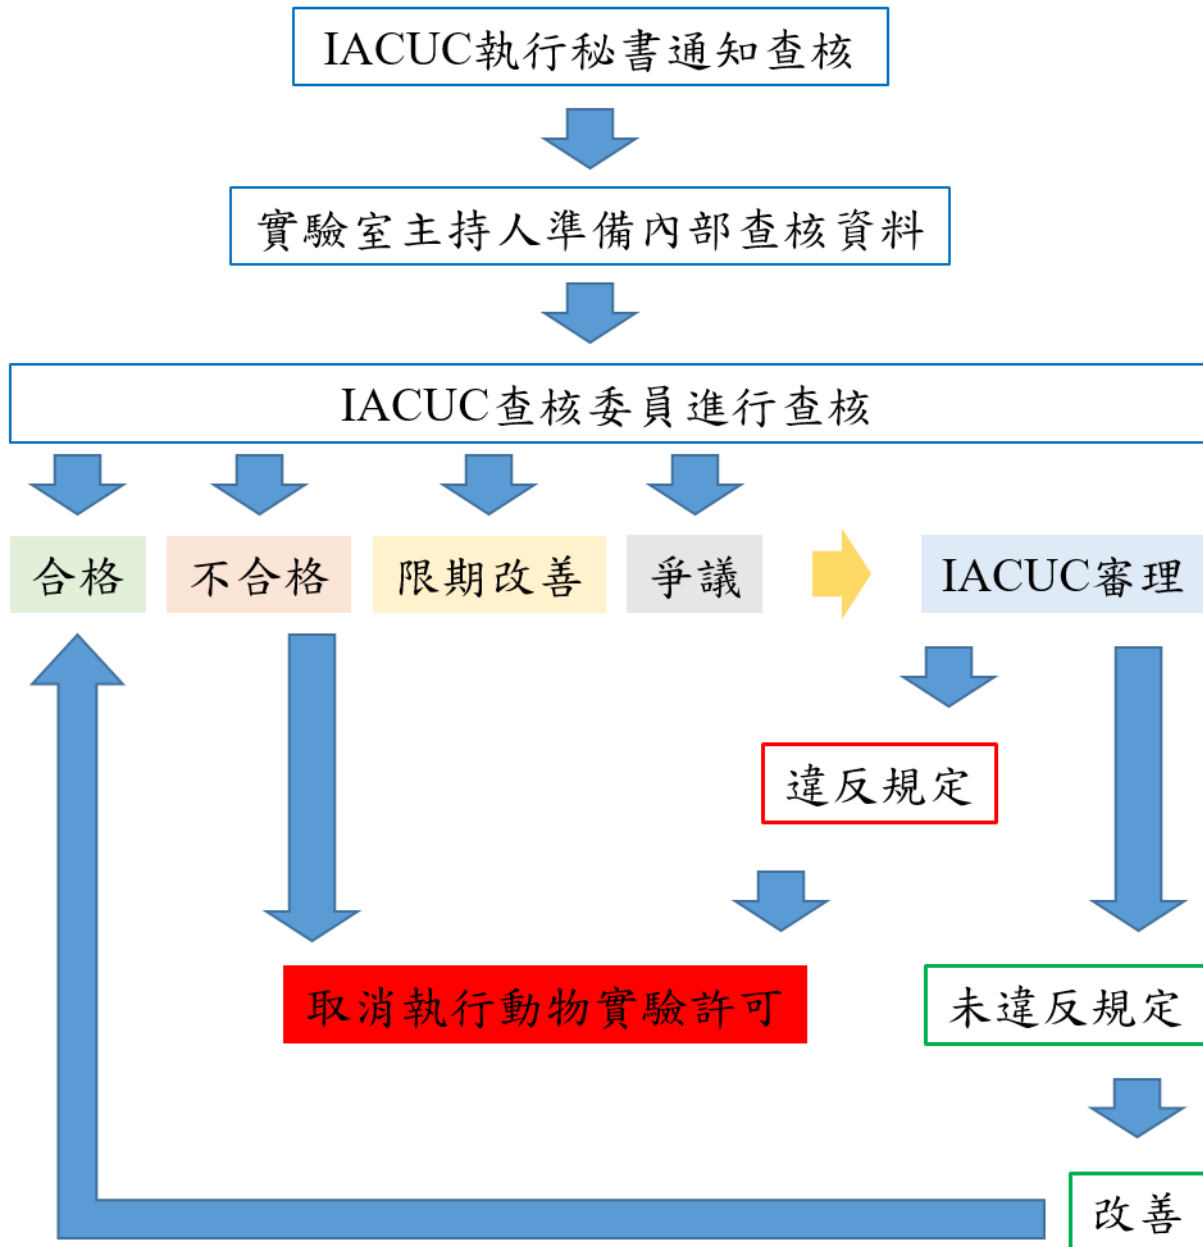 IACUC執行秘書通知查核
實驗室主持人準備內部查核資料
IACUC查核委員進行查核
合格
不合格
限期改善
爭議
IACUC審理
違反規定
取消執行動物實驗許可
未違反規定
改善